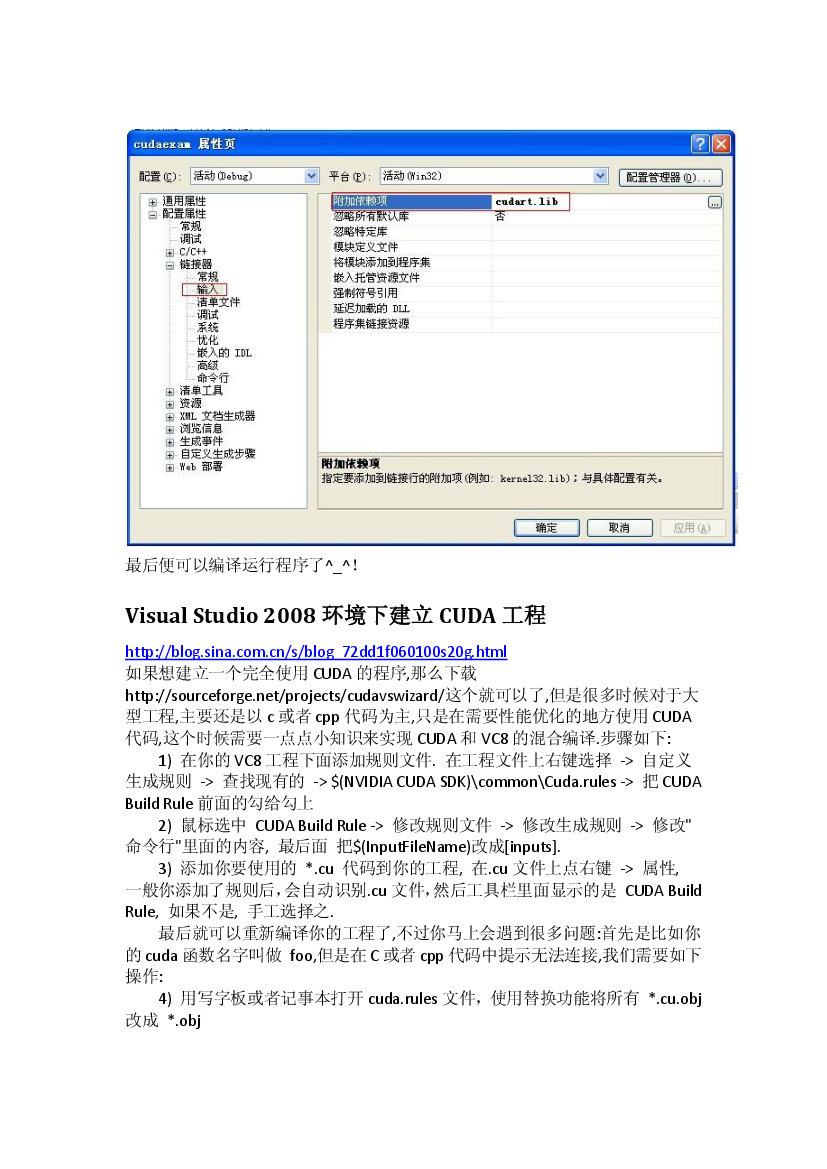 cudaexam 属性页
配置(C): 活动(Debug) 平台(P): 活动(Win32) 配置管理器(O)...
通用属性
配置属性
常规
调试
C/C++
链接器
常规
输入
清单文件
调试
系统
优化
嵌入的 IDL
高级
命令行
清单工具
资源
XML 文档生成器
浏览信息
生成事件
自定义生成步骤
Web 部署
附加依赖项 cudart.lib ...
忽略所有默认库 否
忽略特定库
模块定义文件
将模块添加到程序集
嵌入托管资源文件
强制符号引用
延迟加载的 DLL
程序集链接资源
附加依赖项
指定要添加到链接行的附加项(例如: kernel32.lib)；与具体配置有关。
确定 取消 应用(A)
最后便可以编译运行程序了^_^!
Visual Studio 2008 环境下建立 CUDA 工程
http://blog.sina.com.cn/s/blog_72dd1f060100s20g.html
如果想建立一个完全使用 CUDA 的程序,那么下载
http://sourceforge.net/projects/cudavswizard/这个就可以了,但是很多时候对于大
型工程,主要还是以 c 或者 cpp 代码为主,只是在需要性能优化的地方使用 CUDA
代码,这个时候需要一点点小知识来实现 CUDA 和 VC8 的混合编译.步骤如下:
1) 在你的 VC8 工程下面添加规则文件. 在工程文件上右键选择 -> 自定义
生成规则 -> 查找现有的 -> $(NVIDIA CUDA SDK)\common\Cuda.rules -> 把 CUDA
Build Rule 前面的勾给勾上
2) 鼠标选中 CUDA Build Rule -> 修改规则文件 -> 修改生成规则 -> 修改"
命令行"里面的内容, 最后面 把$(InputFileName)改成[inputs].
3) 添加你要使用的 *.cu 代码到你的工程, 在.cu 文件上点右键 -> 属性,
一般你添加了规则后，会自动识别.cu 文件，然后工具栏里面显示的是 CUDA Build
Rule, 如果不是, 手工选择之.
最后就可以重新编译你的工程了,不过你马上会遇到很多问题:首先是比如你
的 cuda 函数名字叫做 foo,但是在 C 或者 cpp 代码中提示无法连接,我们需要如下
操作:
4) 用写字板或者记事本打开 cuda.rules 文件，使用替换功能将所有 *.cu.obj
改成 *.obj